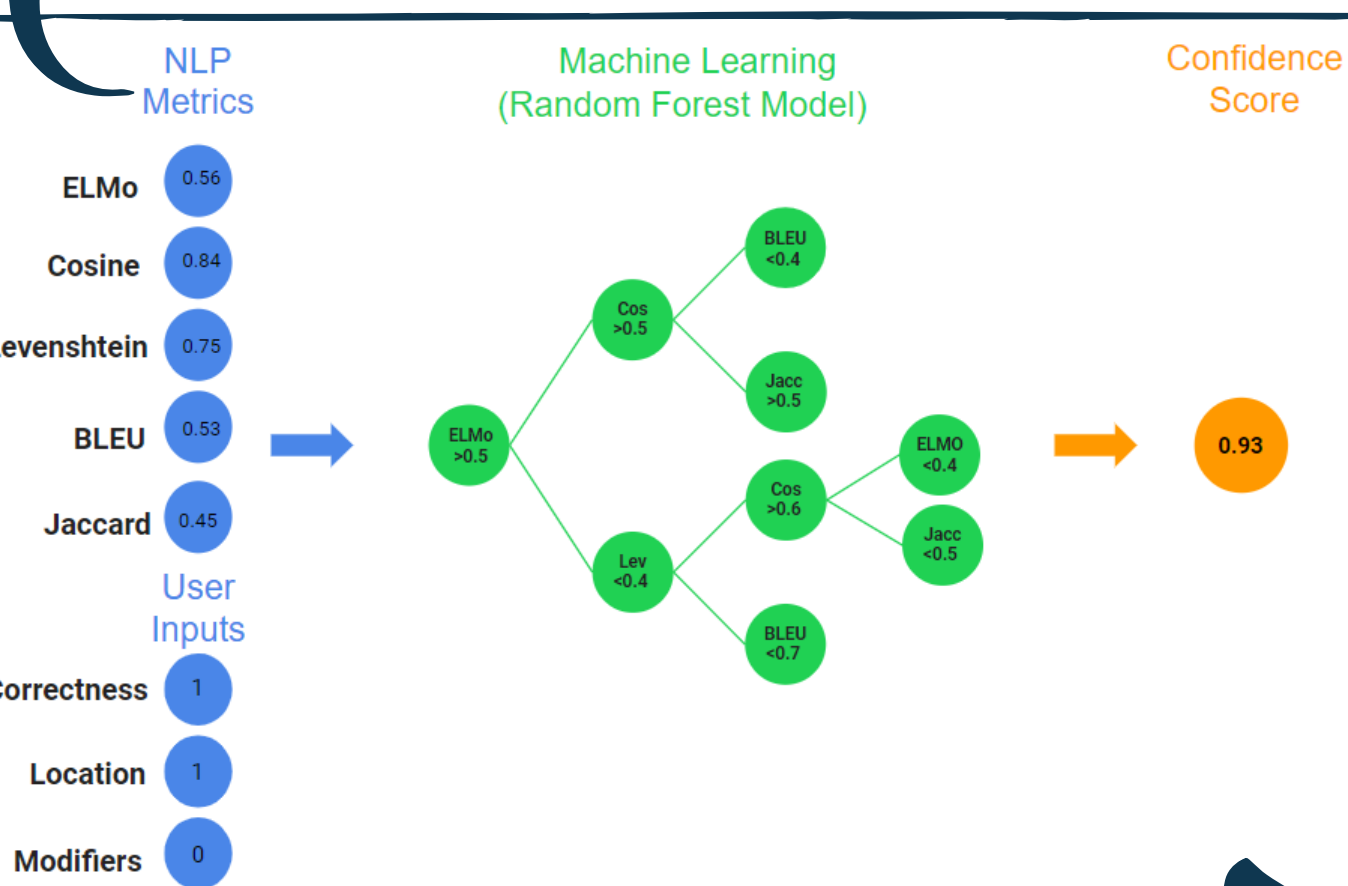 NLP
Metrics
ELMo
0.56
Cosine
0.84
evenshtein
0.75
BLEU
0.53
Jaccard
0.45
User
Inputs
Correctness
1
Location
1
Modifiers
0
Machine Learning
(Random Forest Model)
ELMo
>0.5
Cos
>0.5
Lev
<0.4
BLEU
<0.4
Jacc
>0.5
Cos
>0.6
BLEU
<0.7
ELMO
<0.4
Jacc
<0.5
Confidence
Score
0.93